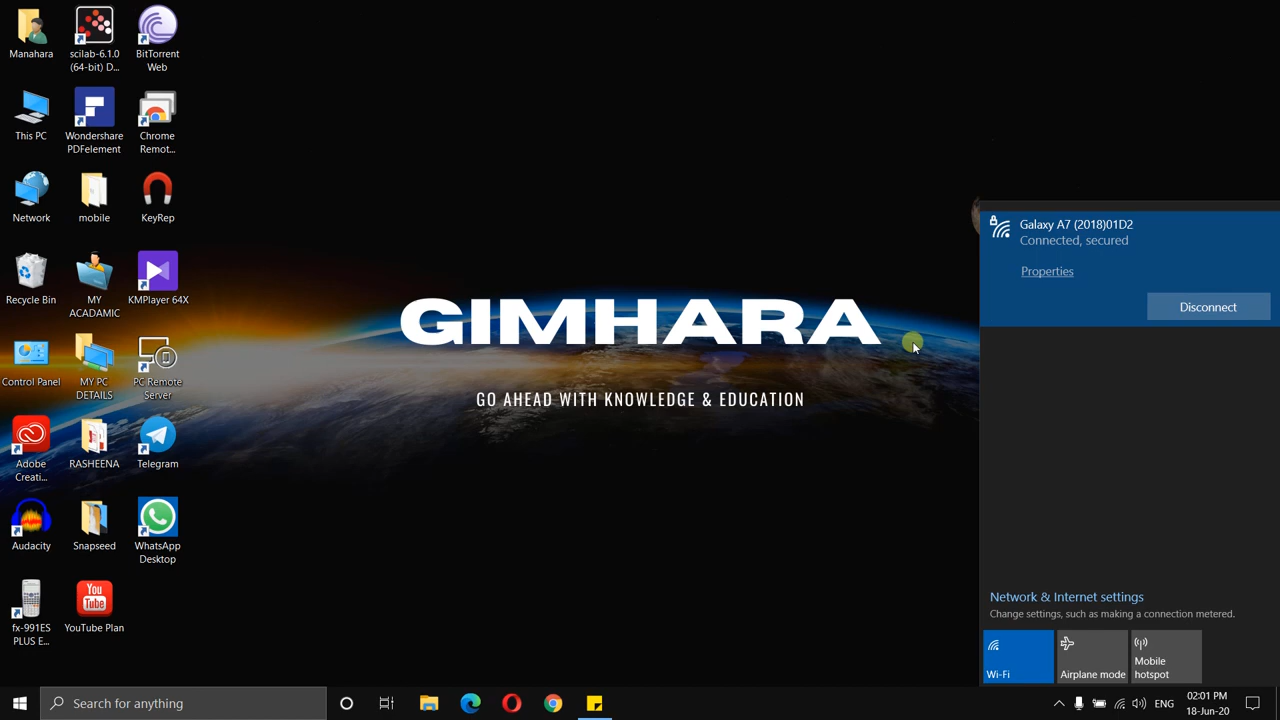 Manahara
scilab-6.1.0
(64-bit) D...
BitTorrent
Web
This PC
Wondershare
PDFelement
Chrome
Remot...
Network
mobile
KeyRep
Recycle Bin
MY
ACADAMIC
KMPlayer 64X
Control Panel
MY PC
DETAILS
PC Remote
Server
Adobe
Creati...
RASHEENA
Telegram
Audacity
Snapseed
WhatsApp
Desktop
fx-991ES
PLUS E...
You
Tube
YouTube Plan
GIMHARA
GO AHEAD WITH KNOWLEDGE & EDUCATION
Galaxy A7 (2018)01D2
Connected, secured
Properties
Disconnect
Network & Internet settings
Change settings, such as making a connection metered.
Wi-Fi
Airplane mode
Mobile
hotspot
Search for anything
ENG
02:01 PM
18-Jun-20